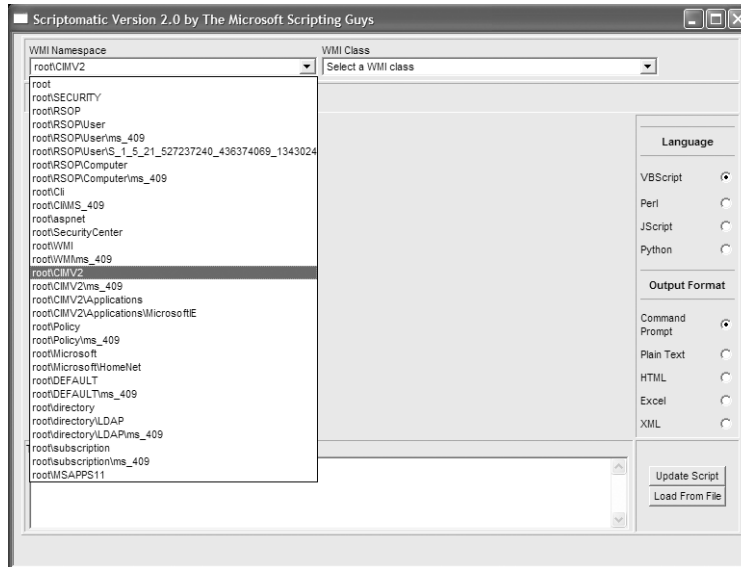 Scriptomatic Version 2.0 by The Microsoft Scripting Guys
WMI Namespace
WMI Class
root\CIMV2
Select a WMI class
root
root\SECURITY
root\RSOP
root\RSOP\User
root\RSOP\User\ms_409
root\RSOP\User\S_1_5_21_527237240_436374069_1343024
root\RSOP\Computer
root\RSOP\Computer\ms_409
root\Cli
root\Cli\MS_409
root\aspnet
root\SecurityCenter
root\WMI
root\WMI\ms_409
root\CIMV2
root\CIMV2\ms_409
root\CIMV2\Applications
root\CIMV2\Applications\MicrosoftIE
root\Policy
root\Policy\ms_409
root\Microsoft
root\Microsoft\HomeNet
root\DEFAULT
root\DEFAULT\ms_409
root\directory
root\directory\LDAP
root\directory\LDAP\ms_409
root\subscription
root\subscription\ms_409
root\MSAPPS11
Language
VBScript
Perl
JScript
Python
Output Format
Command
Prompt
Plain Text
HTML
Excel
XML
Update Script
Load From File